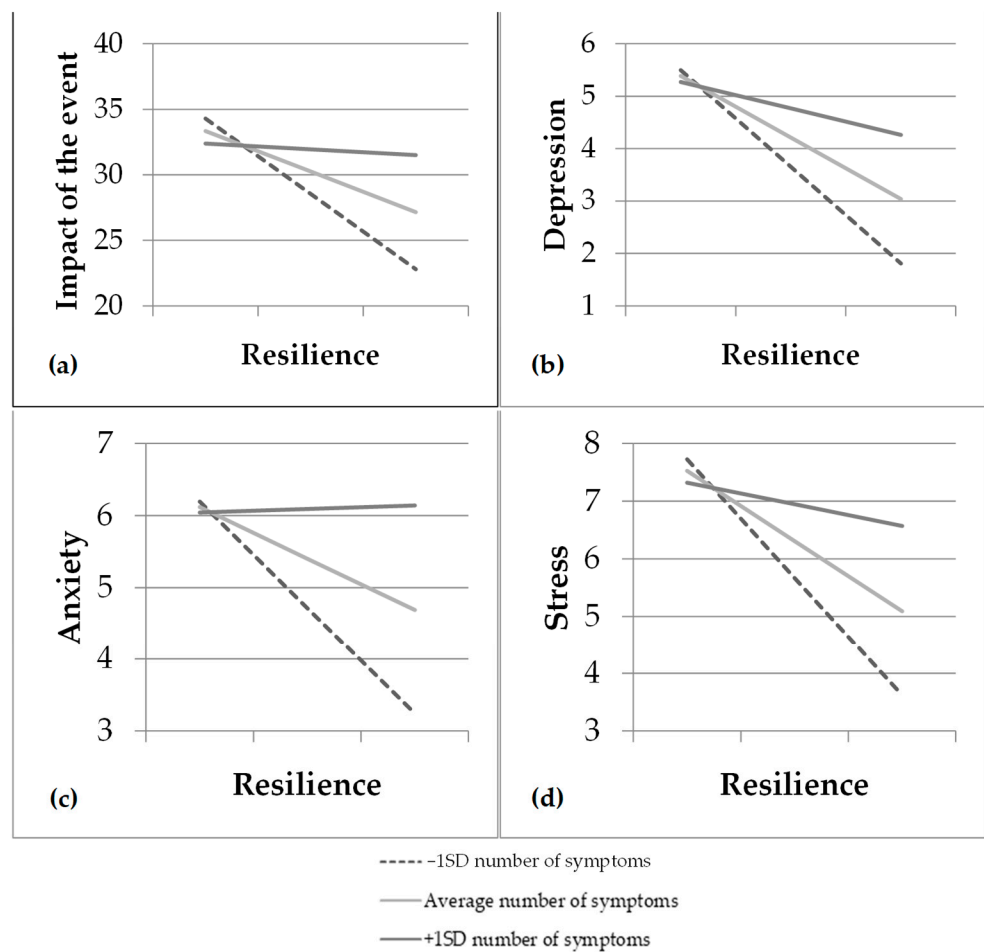 40
35
30
25
20
Impact of the event
Resilience
(a)
6
5
4
3
2
1
Depression
Resilience
(b)
7
6
5
4
3
Anxiety
Resilience
(c)
8
7
6
5
4
3
Stress
Resilience
(d)
−1SD number of symptoms
Average number of symptoms
+1SD number of symptoms